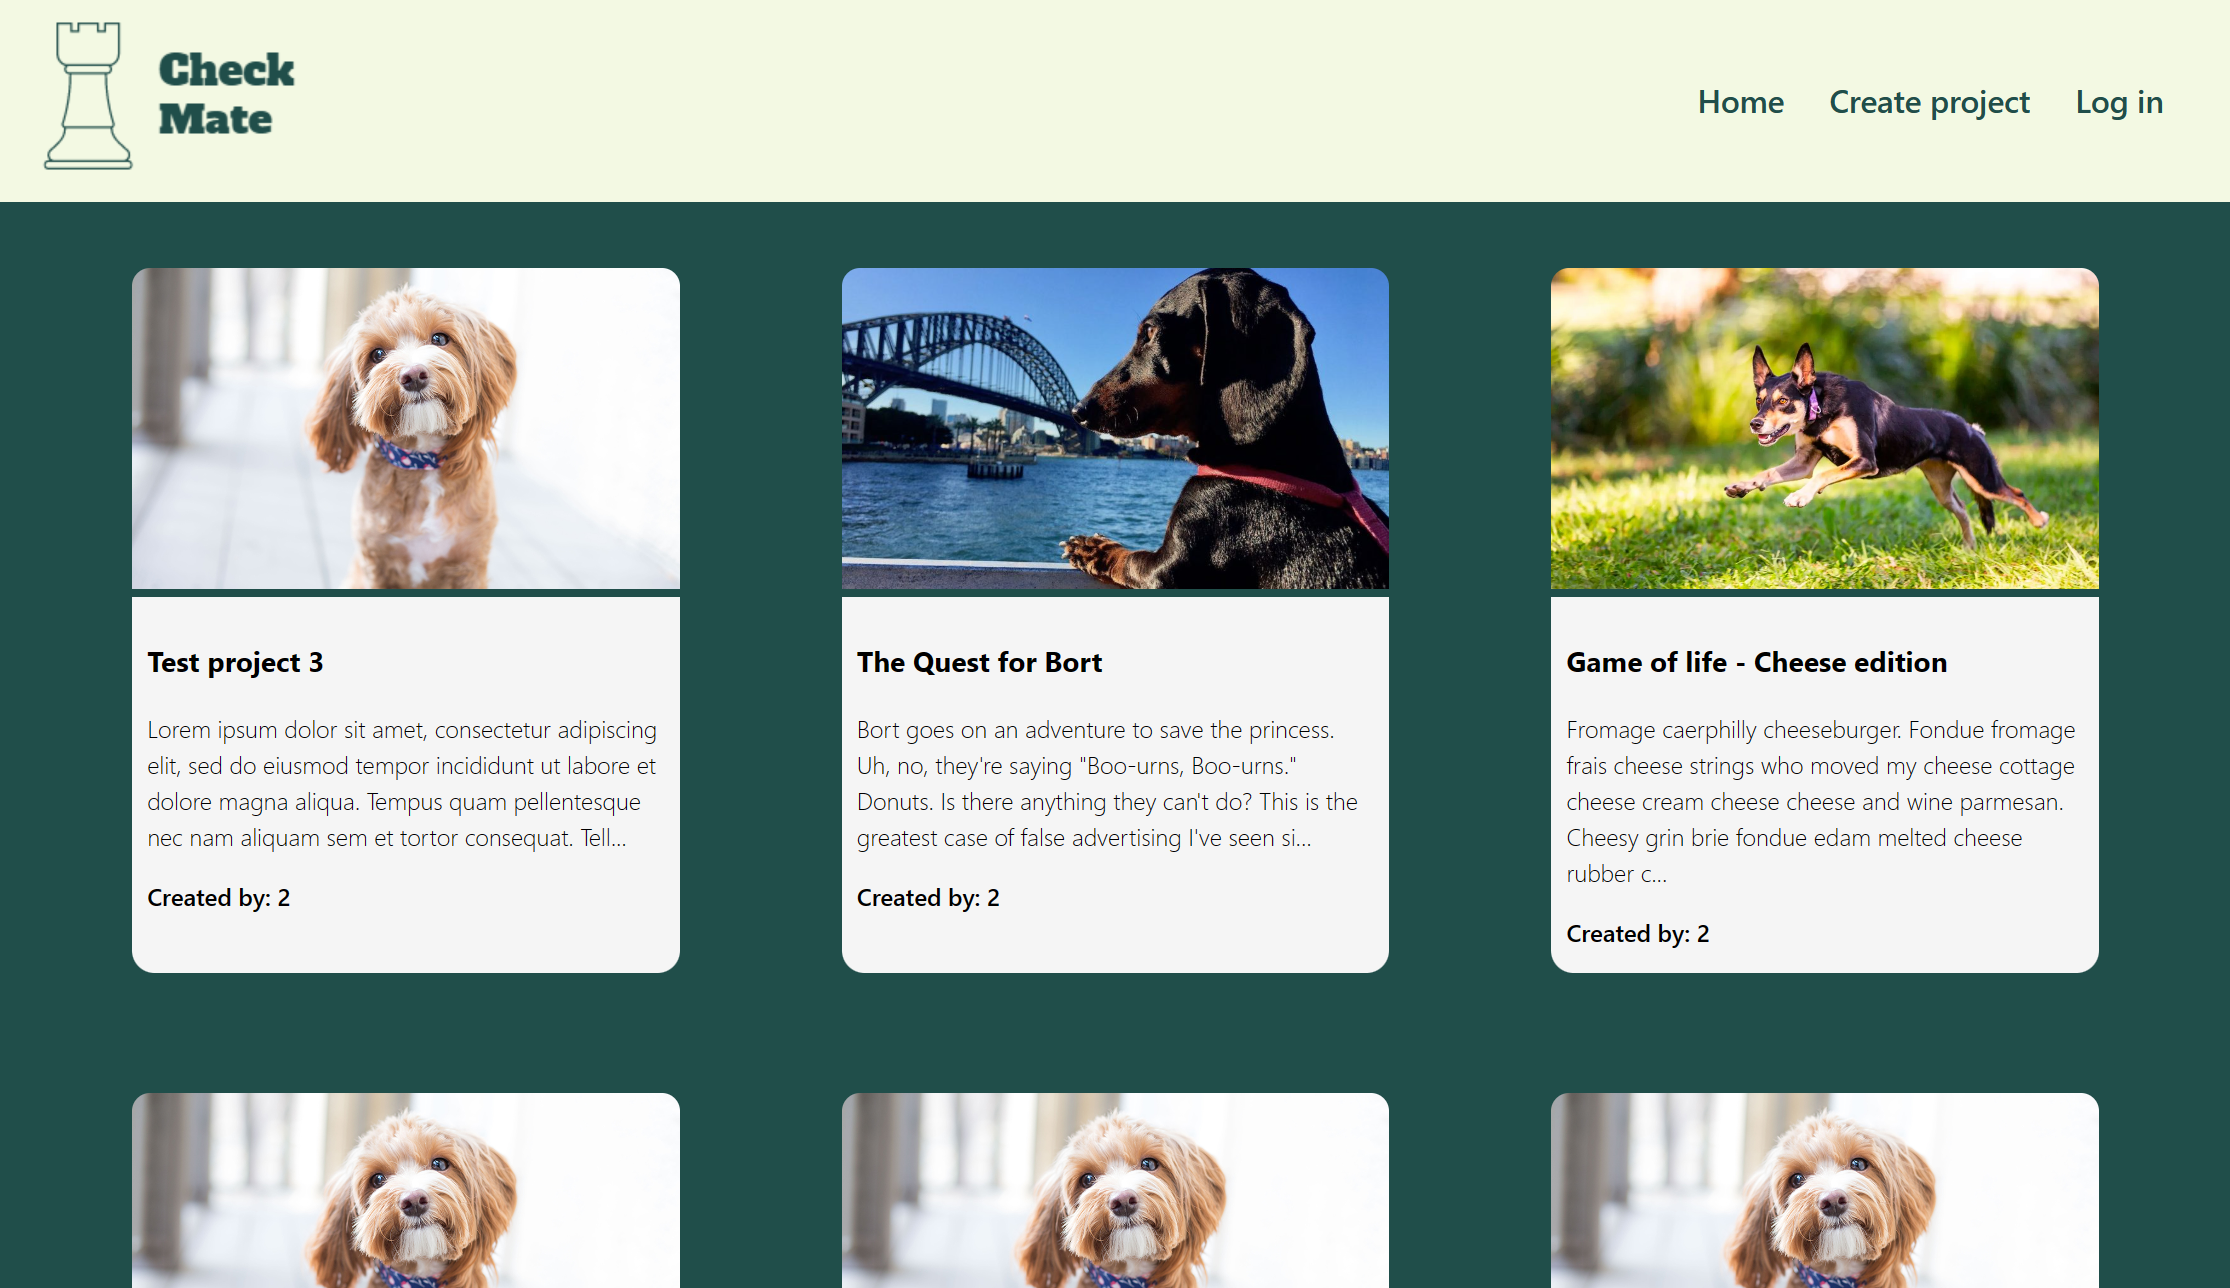 Check
Mate
Home Create project Log in
Test project 3
Lorem ipsum dolor sit amet, consectetur adipiscing
elit, sed do eiusmod tempor incididunt ut labore et
dolore magna aliqua. Tempus quam pellentesque
nec nam aliquam sem et tortor consequat. Tell...
Created by: 2
The Quest for Bort
Bort goes on an adventure to save the princess.
Uh, no, they're saying "Boo-urns, Boo-urns."
Donuts. Is there anything they can't do? This is the
greatest case of false advertising I've seen si...
Created by: 2
Game of life - Cheese edition
Fromage caerphilly cheeseburger. Fondue fromage
frais cheese strings who moved my cheese cottage
cheese cream cheese cheese and wine parmesan.
Cheesy grin brie fondue edam melted cheese
rubber c...
Created by: 2